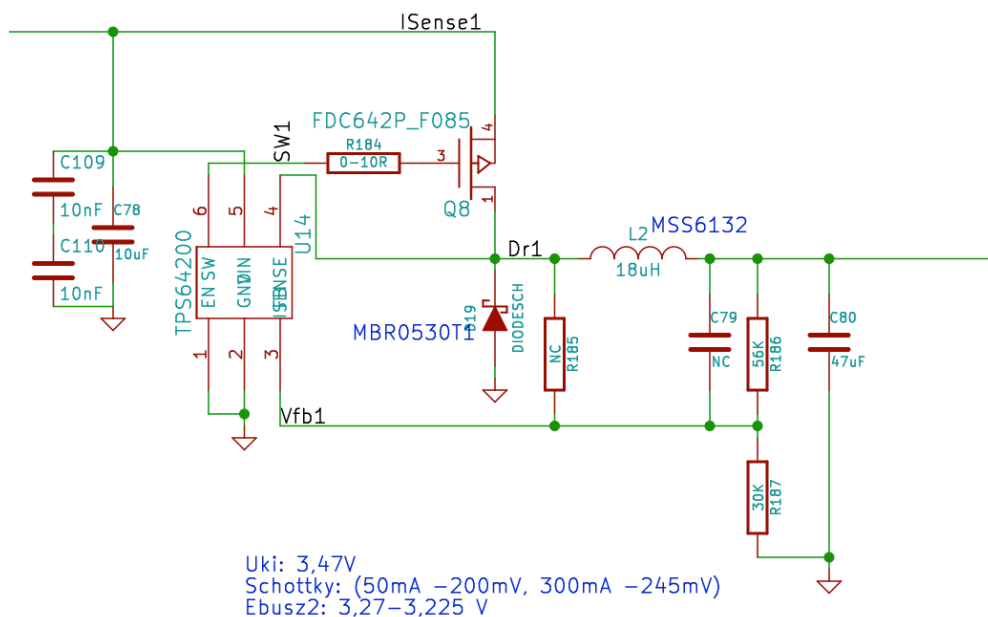 ISense1
FDC642P_F085
SW1
R184
0-10R
4
3
1
Q8
C109
10nF
C78
10uF
C110
10nF
6
5
4
U14
TPS64200
EN
SW
GND
VIN
ISENSE
FB
1
2
3
Vfb1
Dr1
MSS6132
L2
18uH
D19
DIODESCH
MBR0530T1
NC
R185
C79
NC
56K
R186
C80
47uF
30K
R187
Uki: 3,47V
Schottky: (50mA -200mV, 300mA -245mV)
Ebusz2: 3,27-3,225 V